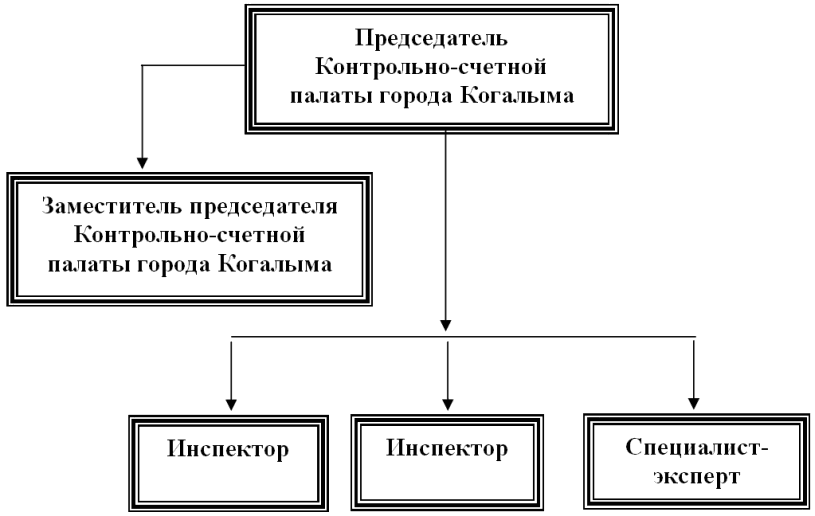 Председатель
Контрольно-счетной
палаты города Когалыма
Заместитель председателя
Контрольно-счетной
палаты города Когалыма
Инспектор
Инспектор
Специалист-
эксперт